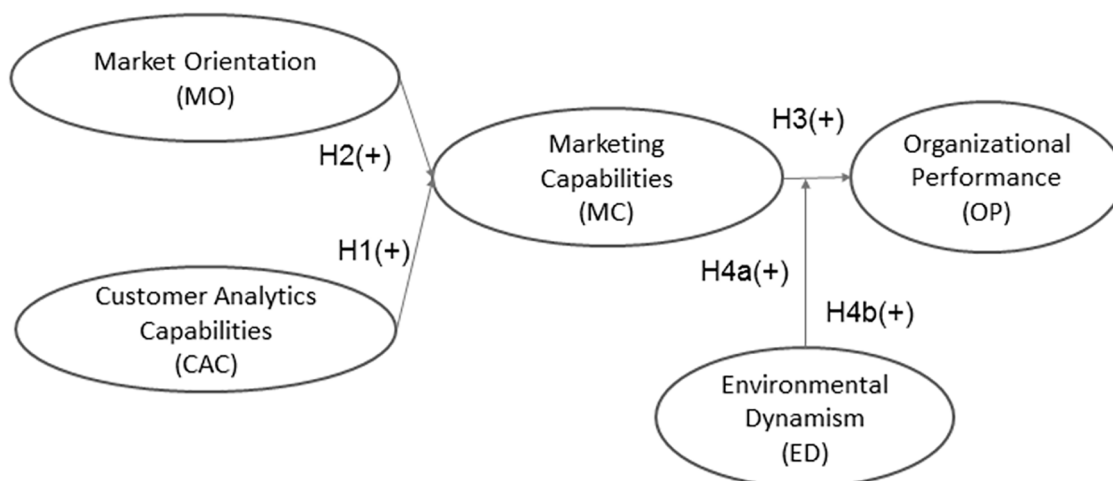 Market Orientation
(MO)
H2(+)
H1(+)
Customer Analytics
Capabilities
(CAC)
Marketing
Capabilities
(MC)
H3(+)
Organizational
Performance
(OP)
H4a(+)
H4b(+)
Environmental
Dynamism
(ED)